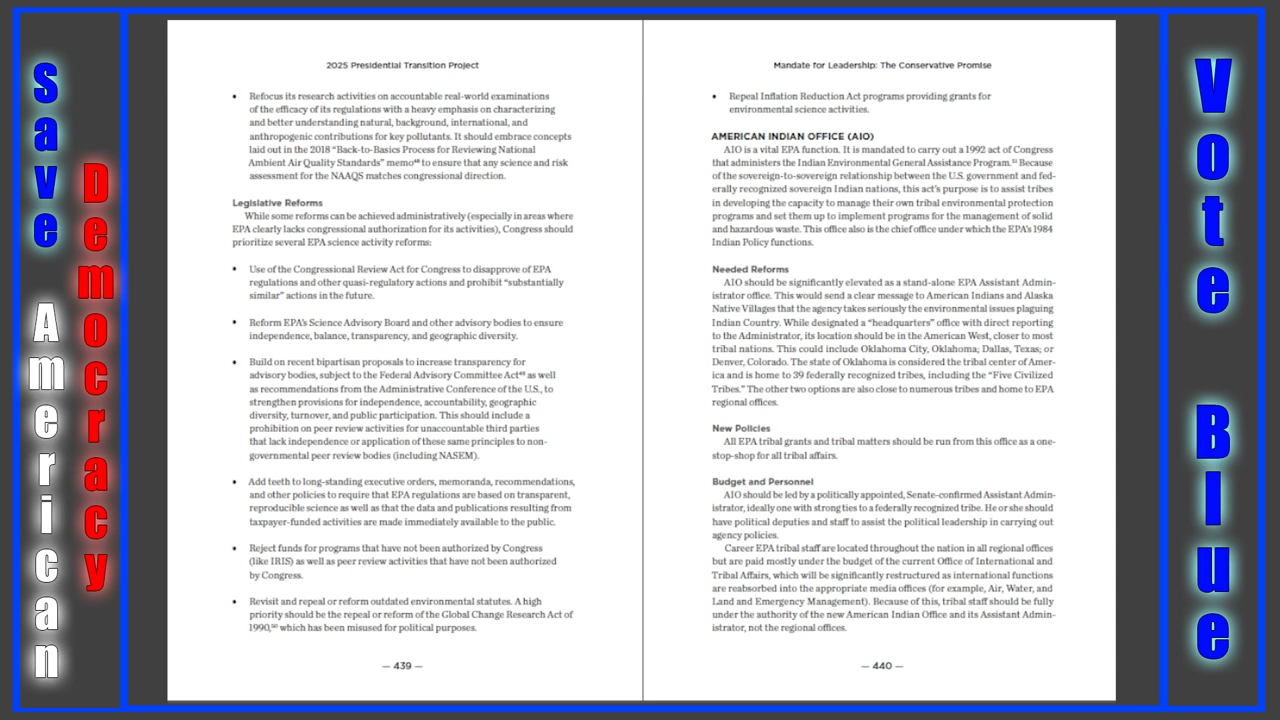 Save
Democracy
American
2025 Presidential Transition Project
• Refocus its research activities on accountable real-world examinations
of the efficacy of its regulations with a heavy emphasis on characterizing
and better understanding natural, background, international, and
anthropogenic contributions for key pollutants. It should embrace concepts
laid out in the 2018 “Back-to-Basics Process for Reviewing National
Ambient Air Quality Standards” memo⁴⁸ to ensure that any science and risk
assessment for the NAAQS matches congressional direction.
Legislative Reforms
While some reforms can be achieved administratively (especially in areas where
EPA clearly lacks congressional authorization for its activities), Congress should
prioritize several EPA science activity reforms:
• Use of the Congressional Review Act for Congress to disapprove of EPA
regulations and other quasi-regulatory actions and prohibit “substantially
similar” actions in the future.
• Reform EPA’s Science Advisory Board and other advisory bodies to ensure
independence, balance, transparency, and geographic diversity.
• Build on recent bipartisan proposals to increase transparency for
advisory bodies, subject to the Federal Advisory Committee Act⁴⁹ as well
as recommendations from the Administrative Conference of the U.S., to
strengthen provisions for independence, accountability, geographic
diversity, turnover, and public participation. This should include a
prohibition on peer review activities for unaccountable third parties
that lack independence or application of these same principles to non-
governmental peer review bodies (including NASEM).
• Add teeth to long-standing executive orders, memoranda, recommendations,
and other policies to require that EPA regulations are based on transparent,
reproducible science as well as that the data and publications resulting from
taxpayer-funded activities are made immediately available to the public.
• Reject funds for programs that have not been authorized by Congress
(like IRIS) as well as peer review activities that have not been authorized
by Congress.
• Revisit and repeal or reform outdated environmental statutes. A high
priority should be the repeal or reform of the Global Change Research Act of
1990,⁵⁰ which has been misused for political purposes.
— 439 —
Mandate for Leadership: The Conservative Promise
• Repeal Inflation Reduction Act programs providing grants for
environmental science activities.
AMERICAN INDIAN OFFICE (AIO)
AIO is a vital EPA function. It is mandated to carry out a 1992 act of Congress
that administers the Indian Environmental General Assistance Program.⁵¹ Because
of the sovereign-to-sovereign relationship between the U.S. government and fed-
erally recognized sovereign Indian nations, this act’s purpose is to assist tribes
in developing the capacity to manage their own tribal environmental protection
programs and set them up to implement programs for the management of solid
and hazardous waste. This office also is the chief office under which the EPA’s 1984
Indian Policy functions.
Needed Reforms
AIO should be significantly elevated as a stand-alone EPA Assistant Admin-
istrator office. This would send a clear message to American Indians and Alaska
Native Villages that the agency takes seriously the environmental issues plaguing
Indian Country. While designated a “headquarters” office with direct reporting
to the Administrator, its location should be in the American West, closer to most
tribal nations. This could include Oklahoma City, Oklahoma; Dallas, Texas; or
Denver, Colorado. The state of Oklahoma is considered the tribal center of Amer-
ica and is home to 39 federally recognized tribes, including the “Five Civilized
Tribes.” The other two options are also close to numerous tribes and home to EPA
regional offices.
New Policies
All EPA tribal grants and tribal matters should be run from this office as a one-
stop-shop for all tribal affairs.
Budget and Personnel
AIO should be led by a politically appointed, Senate-confirmed Assistant Admin-
istrator, ideally one with strong ties to a federally recognized tribe. He or she should
have political deputies and staff to assist the political leadership in carrying out
agency policies.
Career EPA tribal staff are located throughout the nation in all regional offices
but are paid mostly under the budget of the current Office of International and
Tribal Affairs, which will be significantly restructured as international functions
are reabsorbed into the appropriate media offices (for example, Air, Water, and
Land and Emergency Management). Because of this, tribal staff should be fully
under the authority of the new American Indian Office and its Assistant Admin-
istrator, not the regional offices.
— 440 —
Vote
Blue